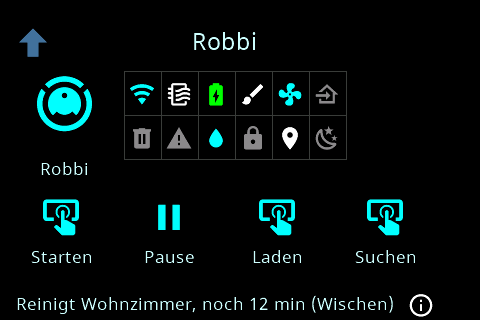 Robbi
Robbi
Starten Pause Laden Suchen
Reinigt Wohnzimmer, noch 12 min (Wischen)